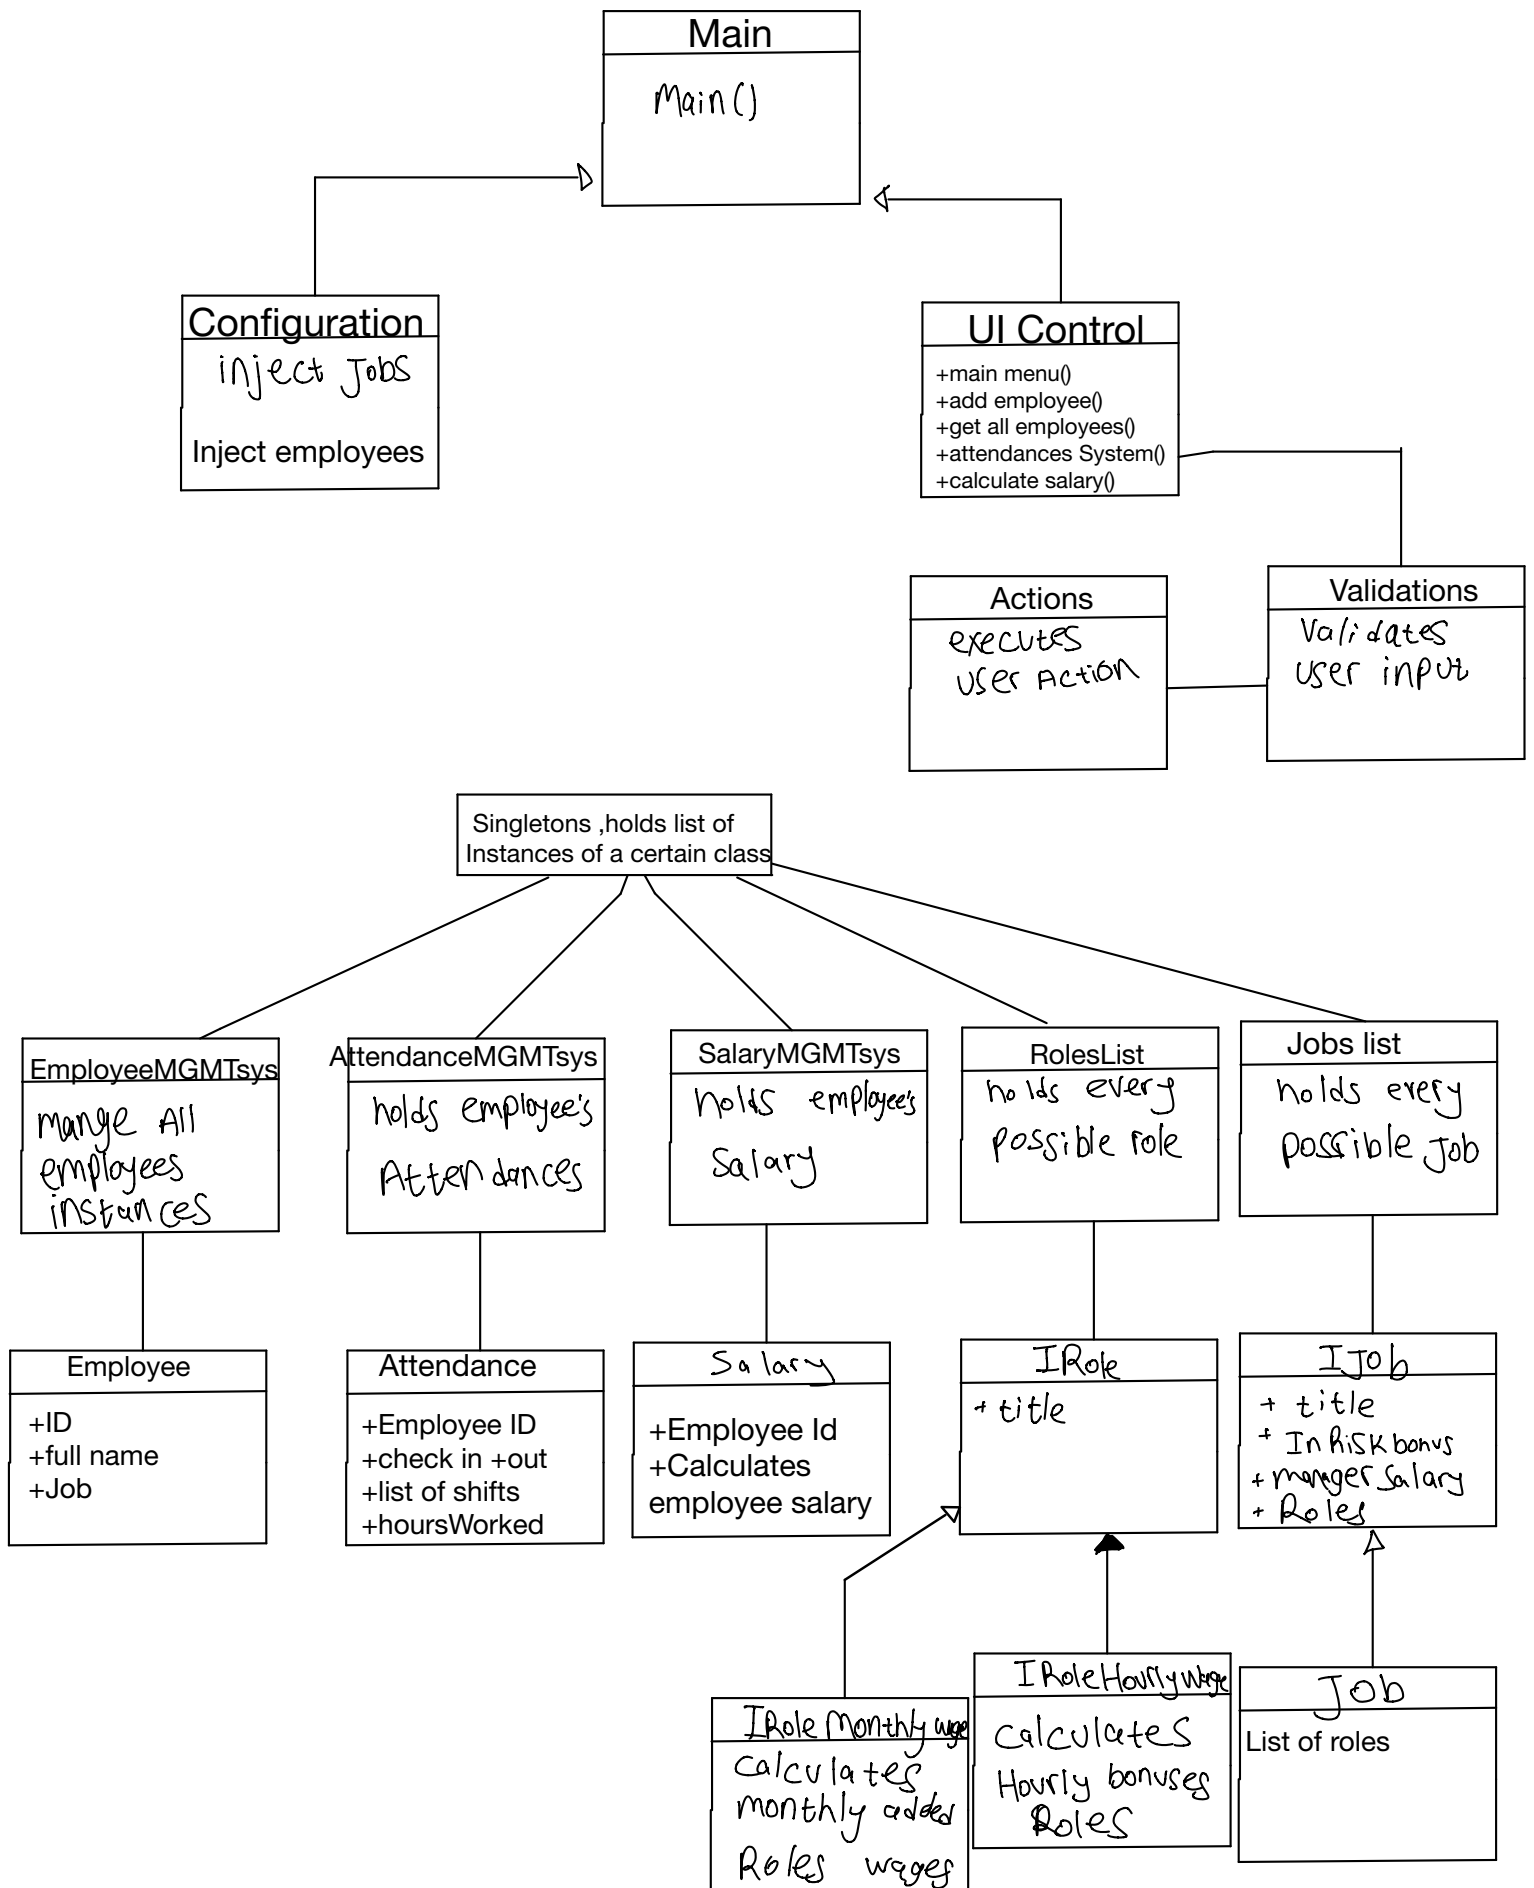 Main
Main()
Configuration
inject Jobs
Inject employees
UI Control
+main menu()
+add employee()
+get all employees()
+attendances System()
+calculate salary()
Actions
executes
user Action
Validations
Validates
user input
Singletons ,holds list of
Instances of a certain class
EmployeeMGMTsys
mange All
employees
instances
AttendanceMGMTsys
holds employee's
Attendances
SalaryMGMTsys
holds employee's
Salary
RolesList
holds every
possible role
Jobs list
holds every
possible Job
Employee
+ID
+full name
+Job
Attendance
+Employee ID
+check in +out
+list of shifts
+hoursWorked
Salary
+Employee Id
+Calculates
employee salary
IRole
+ title
IJob
+ title
+ InRiskbonus
+ manager salary
+ Roles
IRole Monthly wage
Calculates
monthly added
Roles wages
IRoleHourlywage
Calculates
Hourly bonuses
Roles
Job
List of roles